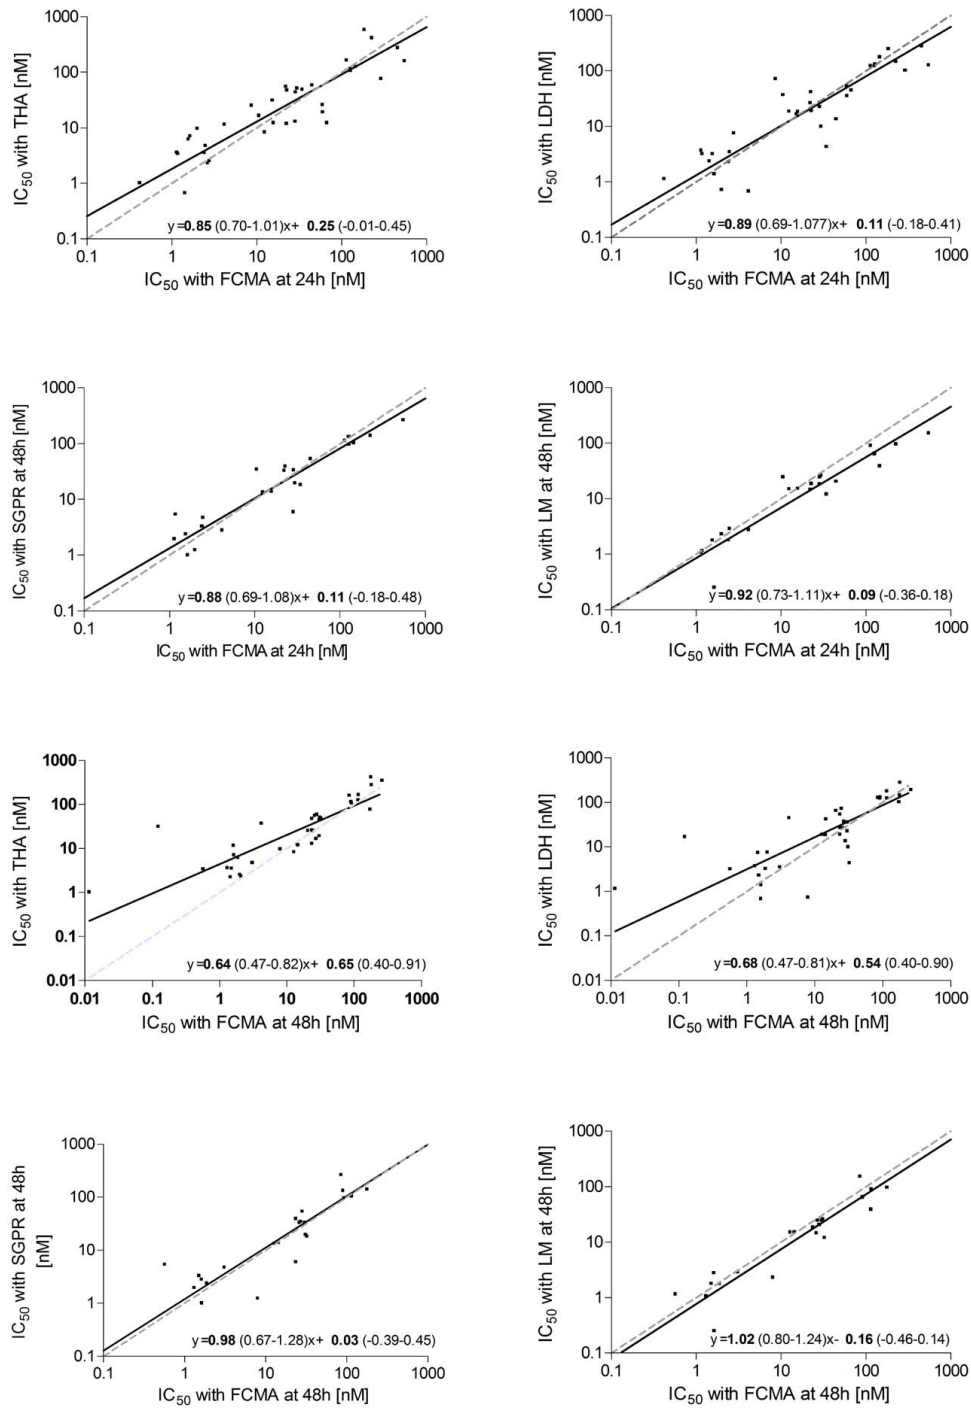 1000
100
10
1
0.1
IC50 with THA [nM]
y=0.85 (0.70-1.01)x+ 0.25 (-0.01-0.45)
0.1 1 10 100 1000
IC50 with FCMA at 24h [nM]
1000
100
10
1
0.1
IC50 with LDH [nM]
y=0.89 (0.69-1.077)x+ 0.11 (-0.18-0.41)
0.1 1 10 100 1000
IC50 with FCMA at 24h [nM]
1000
100
10
1
0.1
IC50 with SGPR at 48h [nM]
y=0.88 (0.69-1.08)x+ 0.11 (-0.18-0.48)
0.1 1 10 100 1000
IC50 with FCMA at 24h [nM]
1000
100
10
1
0.1
IC50 with LM at 48h [nM]
y=0.92 (0.73-1.11)x+ 0.09 (-0.36-0.18)
0.1 1 10 100 1000
IC50 with FCMA at 24h [nM]
1000
100
10
1
0.1
0.01
IC50 with THA [nM]
y=0.64 (0.47-0.82)x+ 0.65 (0.40-0.91)
0.01 0.1 1 10 100 1000
IC50 with FCMA at 48h [nM]
1000
100
10
1
0.1
0.01
IC50 with LDH [nM]
y=0.68 (0.47-0.81)x+ 0.54 (0.40-0.90)
0.01 0.1 1 10 100 1000
IC50 with FCMA at 48h [nM]
1000
100
10
1
0.1
IC50 with SGPR at 48h
[nM]
y=0.98 (0.67-1.28)x+ 0.03 (-0.39-0.45)
0.1 1 10 100 1000
IC50 with FCMA at 48h [nM]
1000
100
10
1
0.1
IC50 with LM at 48h [nM]
y=1.02 (0.80-1.24)x- 0.16 (-0.46-0.14)
0.1 1 10 100 1000
IC50 with FCMA at 48h [nM]